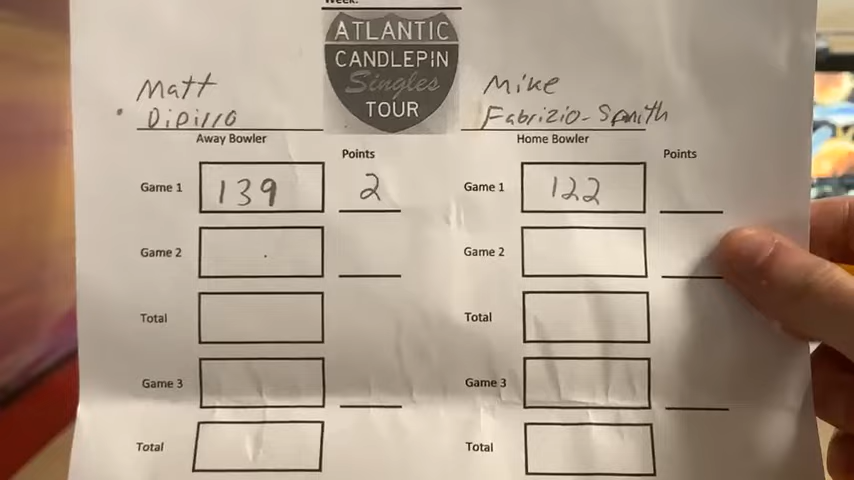 Week:
ATLANTIC
CANDLEPIN
Singles
TOUR
Matt
Dipirro
Mike
Fabrizio-Smith
Away Bowler
Home Bowler
Points
Points
Game 1 139 2
Game 1 122
Game 2
Game 2
Total
Total
Game 3
Game 3
Total
Total